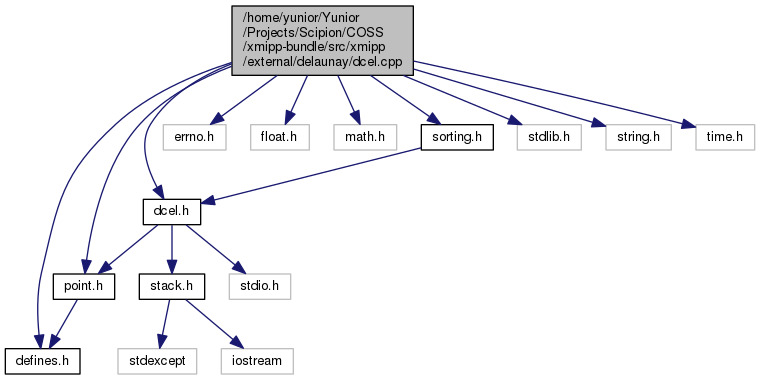 /home/yunior/Yunior
/Projects/Scipion/COSS
/xmipp-bundle/src/xmipp
/external/delaunay/dcel.cpp
errno.h
float.h
math.h
sorting.h
stdlib.h
string.h
time.h
dcel.h
point.h
stack.h
stdio.h
defines.h
stdexcept
iostream